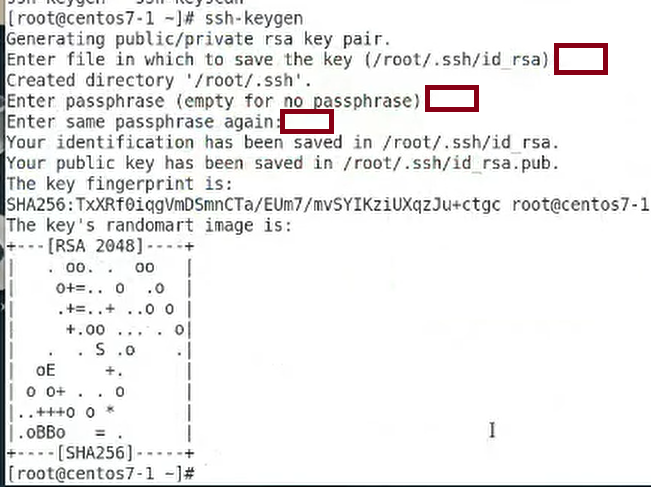 [root@centos7-1 ~]# ssh-keygen
Generating public/private rsa key pair.
Enter file in which to save the key (/root/.ssh/id_rsa)
Created directory '/root/.ssh'.
Enter passphrase (empty for no passphrase)
Enter same passphrase again:
Your identification has been saved in /root/.ssh/id_rsa.
Your public key has been saved in /root/.ssh/id_rsa.pub.
The key fingerprint is:
SHA256:TxXRf0iqgVmDSmnCTa/EUm7/mvSYIKziUXqzJu+ctgc root@centos7-1
The key's randomart image is:
+---[RSA 2048]----+
|    . oo. .  oo    |
|     o+=.. o  .o   |
|     .+=..+ ..o o |
|      +.oo ... . o|
|    .  . S .o    .|
|   oE      +.      |
|  o o+ . . o       |
|..+++o o *         |
|.oBBo   = .        |
+----[SHA256]-----+
[root@centos7-1 ~]#